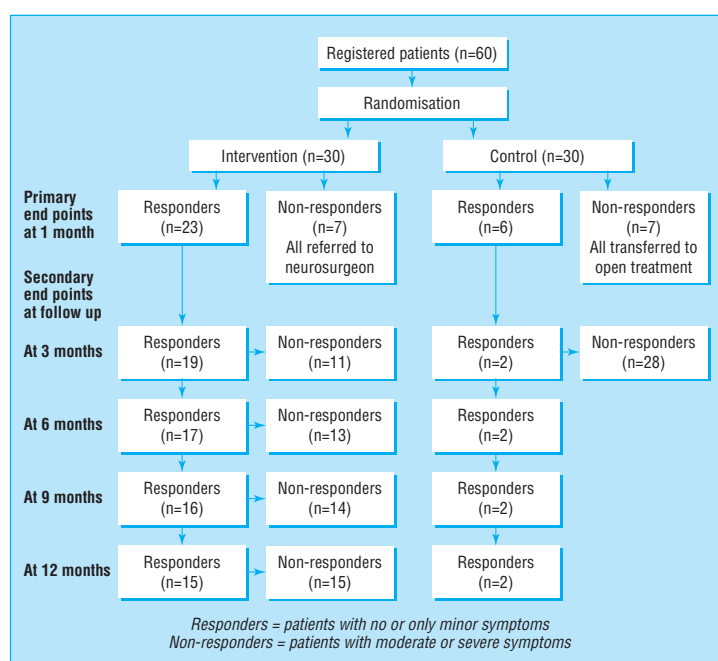 Registered patients (n=60)
Randomisation
Intervention (n=30)
Control (n=30)
Primary
end points
at 1 month
Responders
(n=23)
Non-responders
(n=7)
All referred to
neurosurgeon
Responders
(n=6)
Non-responders
(n=7)
All transferred to
open treatment
Secondary
end points
at follow up
At 3 months
Responders
(n=19)
Non-responders
(n=11)
Responders
(n=2)
Non-responders
(n=28)
At 6 months
Responders
(n=17)
Non-responders
(n=13)
Responders
(n=2)
At 9 months
Responders
(n=16)
Non-responders
(n=14)
Responders
(n=2)
At 12 months
Responders
(n=15)
Non-responders
(n=15)
Responders
(n=2)
Responders = patients with no or only minor symptoms
Non-responders = patients with moderate or severe symptoms